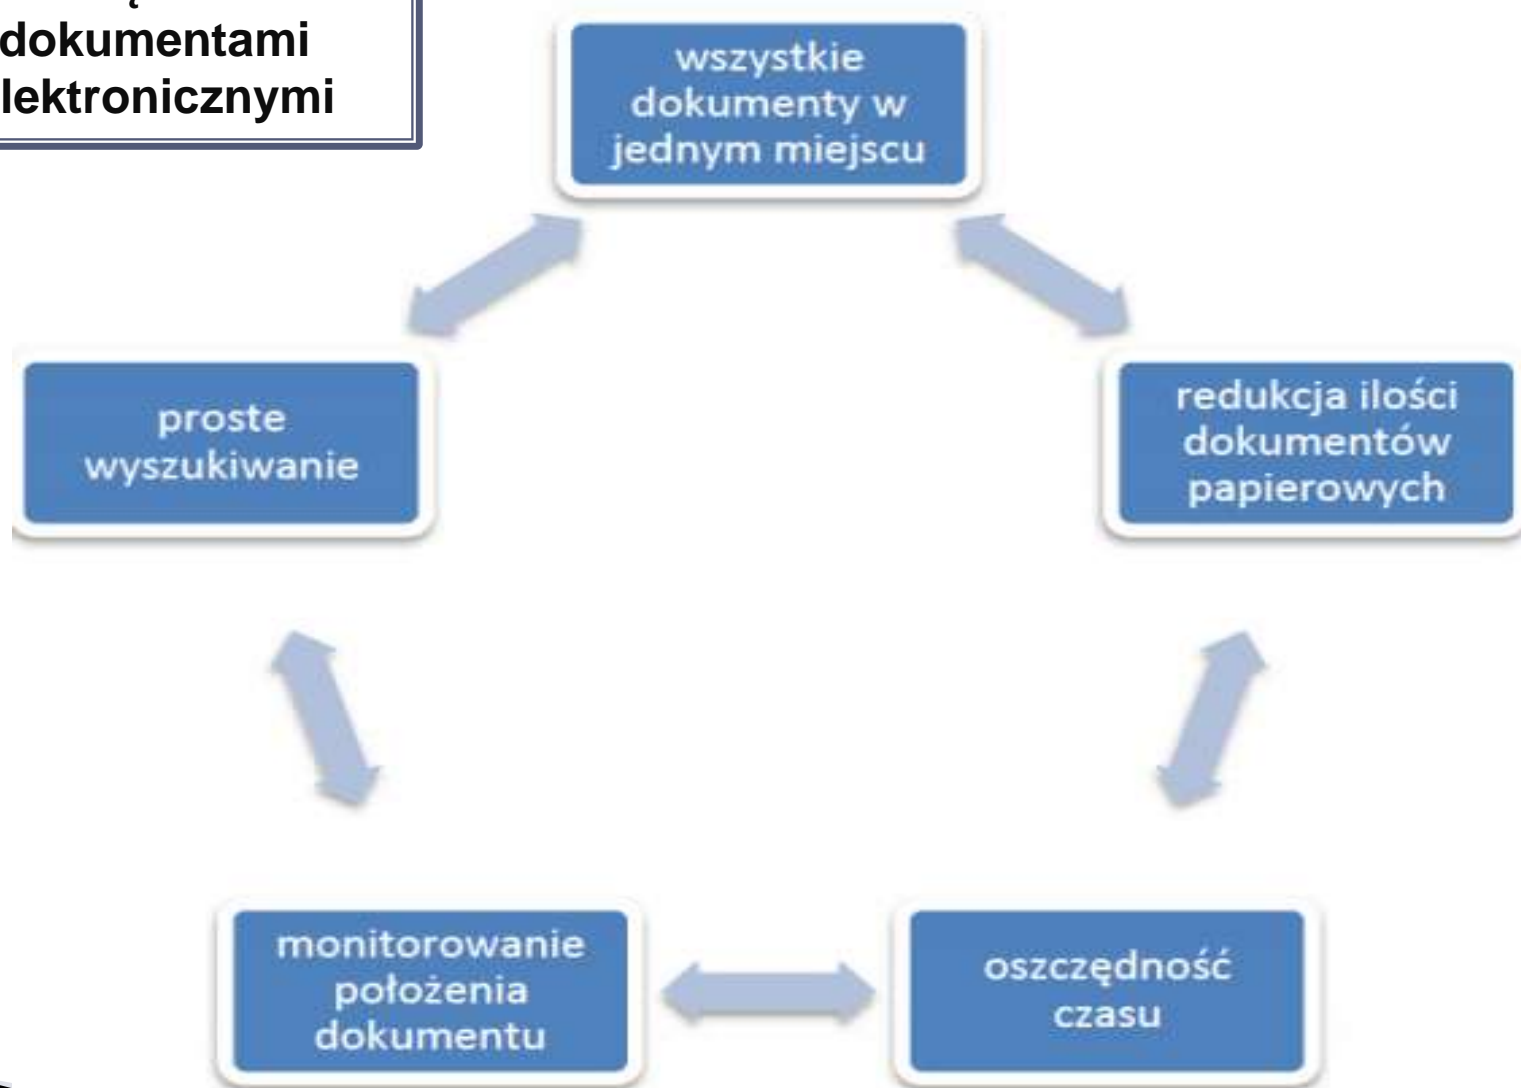 dokumentami
lektronicznymi
wszystkie
dokumenty w
jednym miejscu
proste
wyszukiwanie
redukcja ilości
dokumentów
papierowych
monitorowanie
położenia
dokumentu
oszczędność
czasu